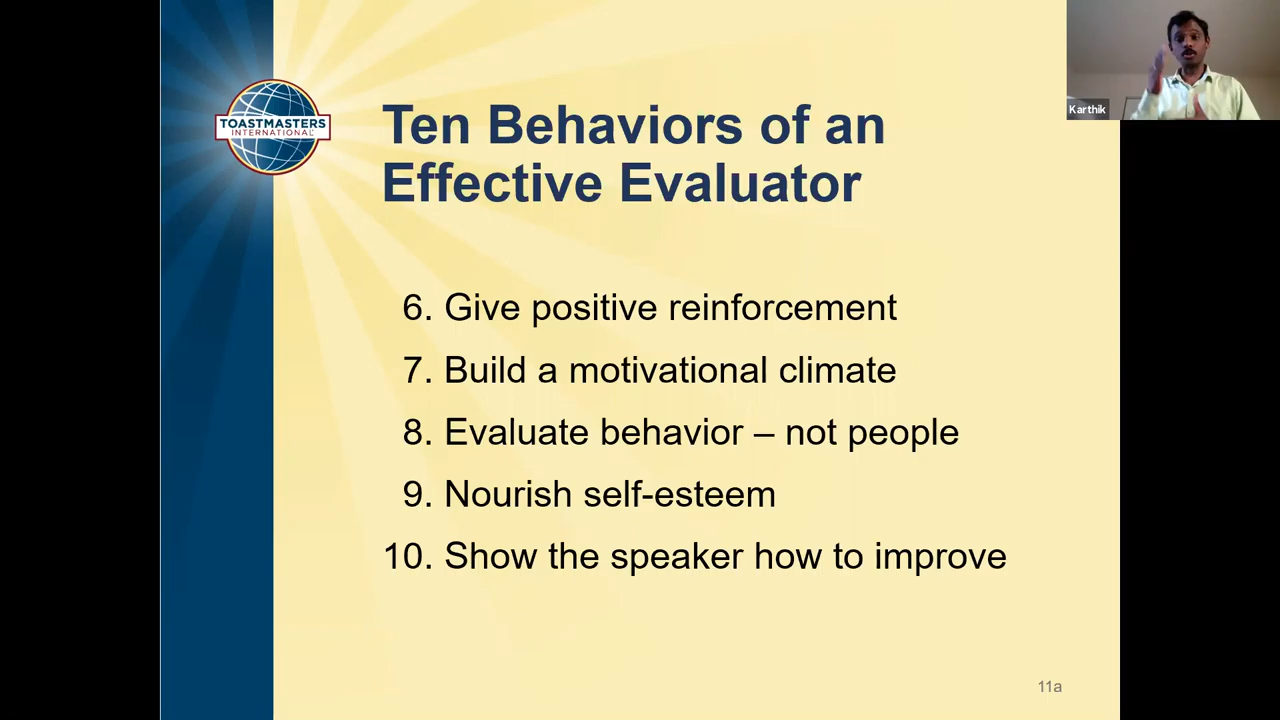 TOASTMASTERS
INTERNATIONAL
Ten Behaviors of an
Effective Evaluator
6. Give positive reinforcement
7. Build a motivational climate
8. Evaluate behavior – not people
9. Nourish self-esteem
10. Show the speaker how to improve
11a
Karthik